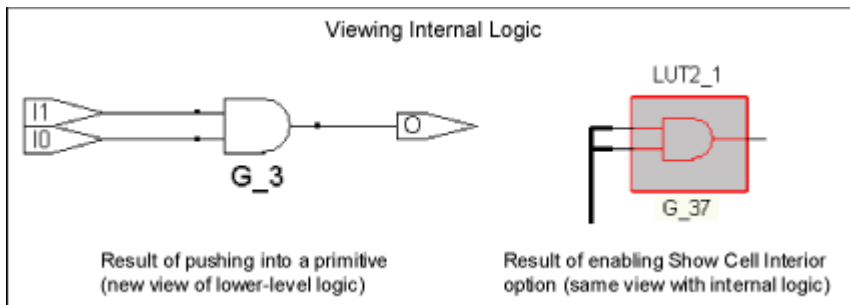 Viewing Internal Logic
LUT2_1
I1
I0
O
G_3
G_37
Result of pushing into a primitive
(new view of lower-level logic)
Result of enabling Show Cell Interior
option (same view with internal logic)